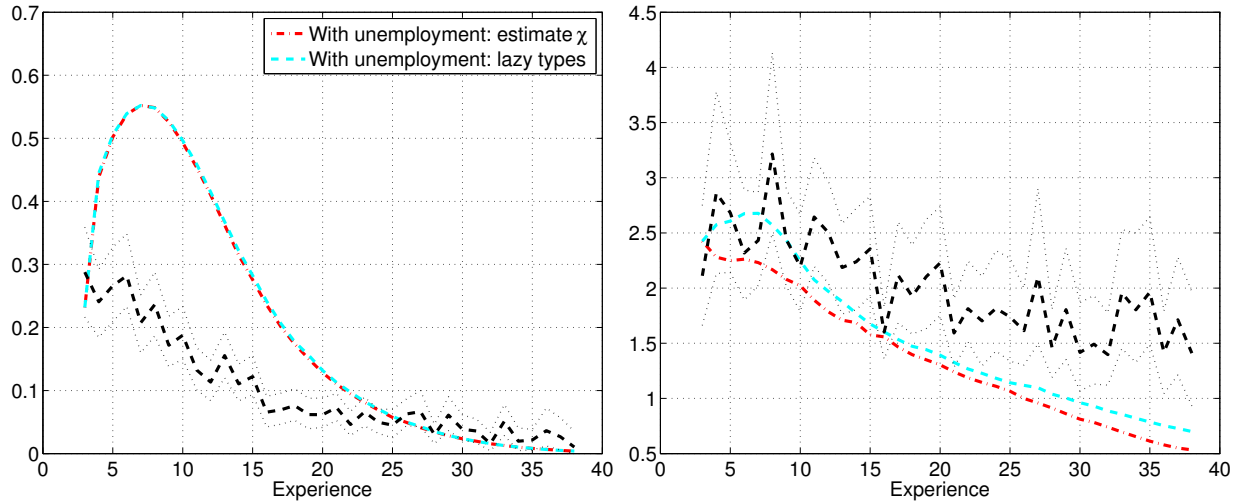 0.7
0.6
0.5
0.4
0.3
0.2
0.1
0
0 5 10 15 20 25 30 35 40
Experience
With unemployment: estimate χ
With unemployment: lazy types
4.5
4
3.5
3
2.5
2
1.5
1
0.5
0 5 10 15 20 25 30 35 40
Experience